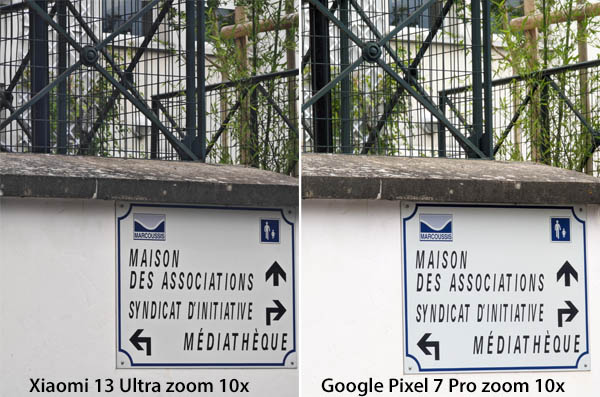 MARCOUSSIS
MAISON
DES ASSOCIATIONS
SYNDICAT D'INITIATIVE
MÉDIATHÈQUE
Xiaomi 13 Ultra zoom 10x
MARCOUSSIS
MAISON
DES ASSOCIATIONS
SYNDICAT D'INITIATIVE
MÉDIATHÈQUE
Google Pixel 7 Pro zoom 10x